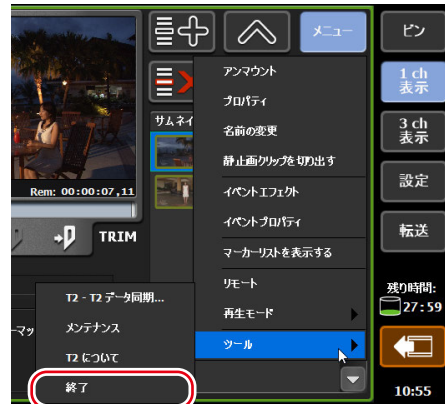 メニュー
ピン
1 ch
表示
3 ch
表示
設定
転送
残り時間:
27:59
10:55
サムネイ
Rem: 00:00:07,11
TRIM
アンマウント
プロパティ
名前の変更
静止画クリップを切り出す
イベントエフェクト
イベントプロパティ
マーカーリストを表示する
リモート
再生モード
ツール
ーマッ
T2 - T2 データ同期...
メンテナンス
T2 について
終了